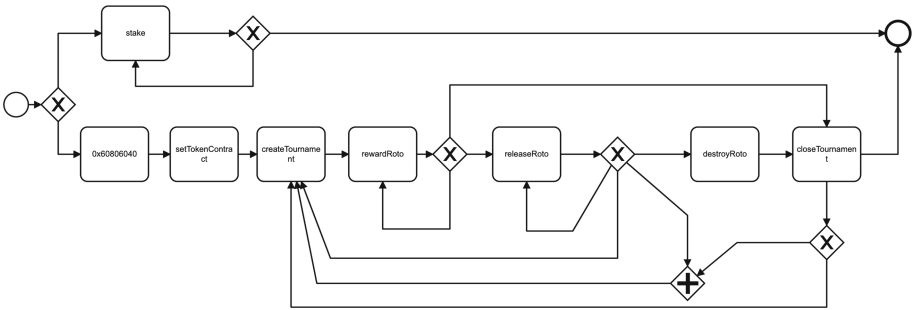 stake
0x60806040
setTokenContra
ct
createTourname
nt
rewardRoto
releaseRoto
destroyRoto
closeTournamen
t